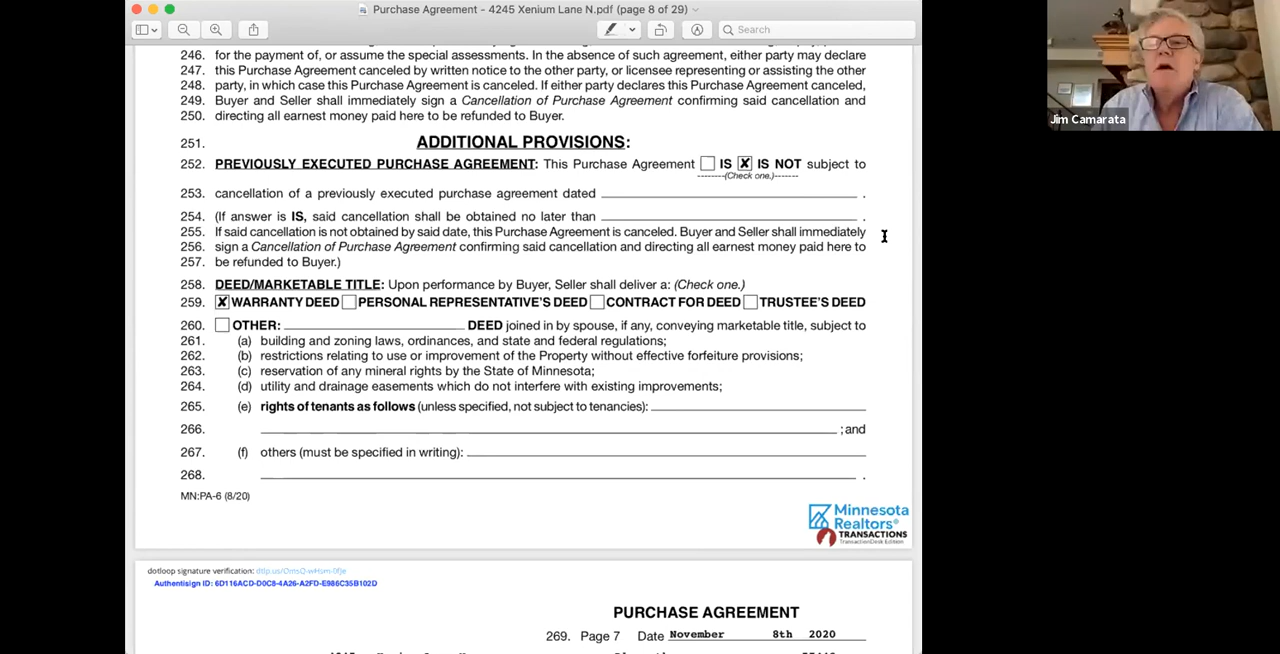 Purchase Agreement - 4245 Xenium Lane N.pdf (page 8 of 29)
Search
Jim Camarata
246. for the payment of, or assume the special assessments. In the absence of such agreement, either party may declare
247. this Purchase Agreement canceled by written notice to the other party, or licensee representing or assisting the other
248. party, in which case this Purchase Agreement is canceled. If either party declares this Purchase Agreement canceled,
249. Buyer and Seller shall immediately sign a Cancellation of Purchase Agreement confirming said cancellation and
250. directing all earnest money paid here to be refunded to Buyer.
251. ADDITIONAL PROVISIONS:
252. PREVIOUSLY EXECUTED PURCHASE AGREEMENT: This Purchase Agreement IS X IS NOT subject to
--------(Check one.)-------
253. cancellation of a previously executed purchase agreement dated .
254. (If answer is IS, said cancellation shall be obtained no later than .
255. If said cancellation is not obtained by said date, this Purchase Agreement is canceled. Buyer and Seller shall immediately
256. sign a Cancellation of Purchase Agreement confirming said cancellation and directing all earnest money paid here to
257. be refunded to Buyer.)
258. DEED/MARKETABLE TITLE: Upon performance by Buyer, Seller shall deliver a: (Check one.)
259. X WARRANTY DEED PERSONAL REPRESENTATIVE'S DEED CONTRACT FOR DEED TRUSTEE'S DEED
260. OTHER: DEED joined in by spouse, if any, conveying marketable title, subject to
261. (a) building and zoning laws, ordinances, and state and federal regulations;
262. (b) restrictions relating to use or improvement of the Property without effective forfeiture provisions;
263. (c) reservation of any mineral rights by the State of Minnesota;
264. (d) utility and drainage easements which do not interfere with existing improvements;
265. (e) rights of tenants as follows (unless specified, not subject to tenancies):
266. ; and
267. (f) others (must be specified in writing):
268. .
MN:PA-6 (8/20)
Minnesota
Realtors®
TRANSACTIONS
TransactionDesk Edition
dotloop signature verification:
Authentisign ID: 6D116ACD-D0C8-4A26-A2FD-E986C35B102D
PURCHASE AGREEMENT
269. Page 7 Date November 8th 2020